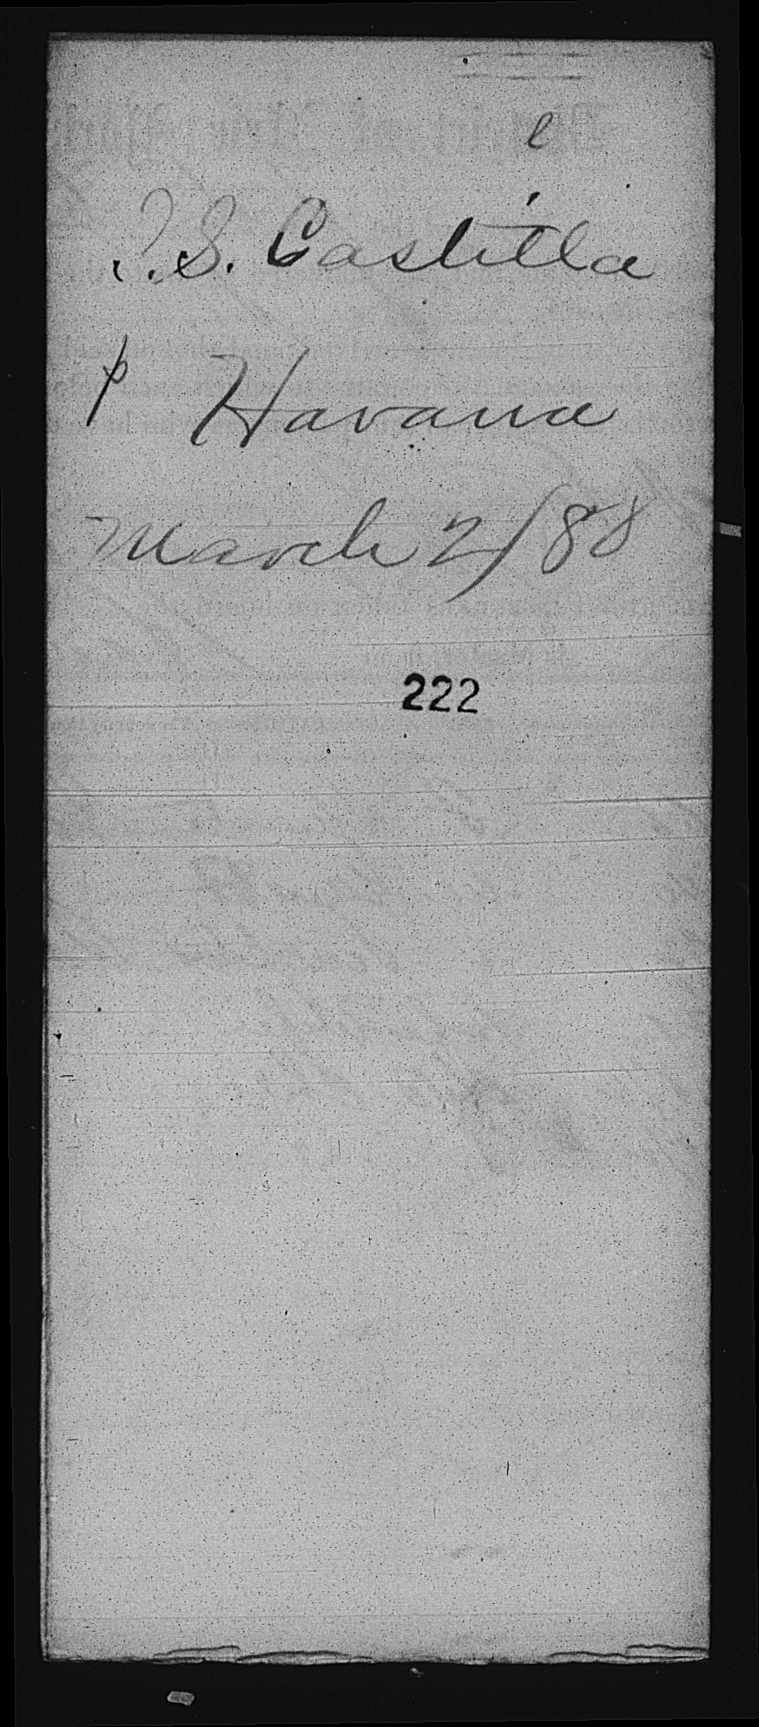 l
S. Castilla
p Havana
March 2/88
222